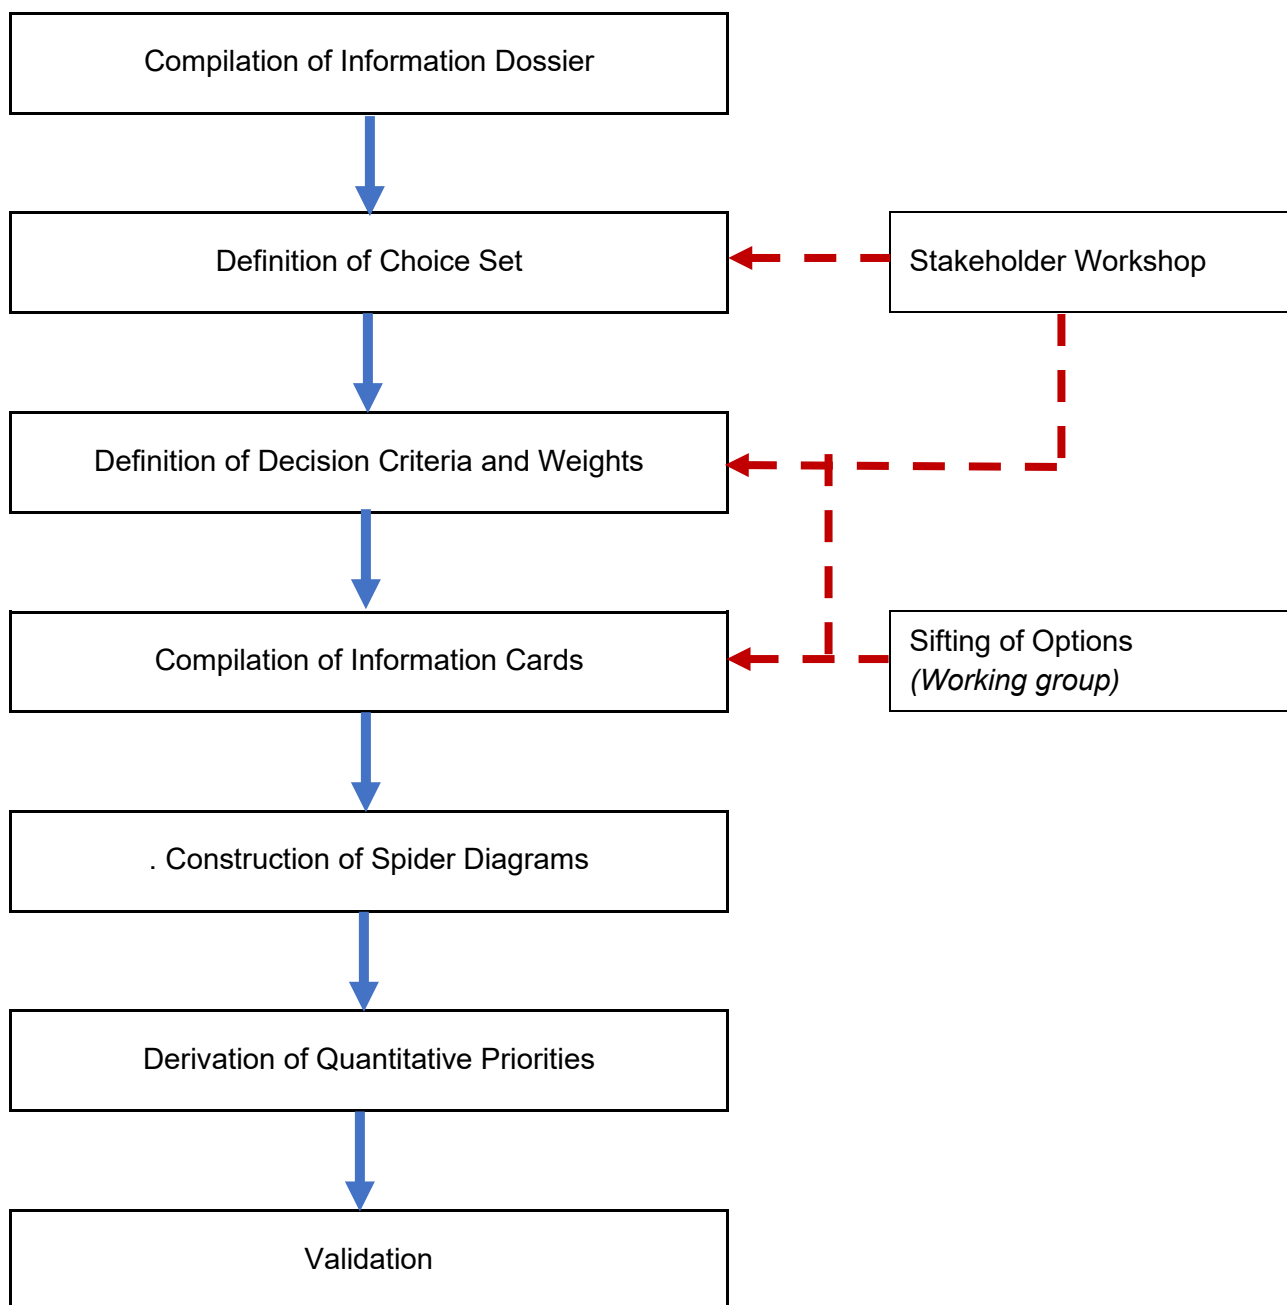 Compilation of Information Dossier
Definition of Choice Set
Stakeholder Workshop
Definition of Decision Criteria and Weights
Compilation of Information Cards
Sifting of Options
(Working group)
. Construction of Spider Diagrams
Derivation of Quantitative Priorities
Validation